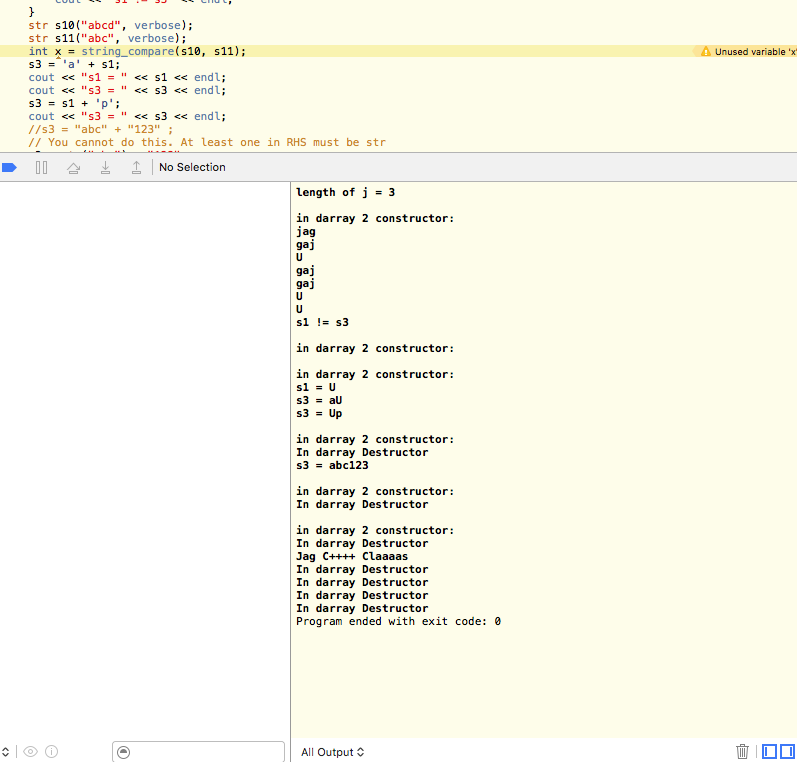 }
str s10("abcd", verbose);
str s11("abc", verbose);
int x = string_compare(s10, s11);
Unused variable 'x'
s3 = 'a' + s1;
cout << "s1 = " << s1 << endl;
cout << "s3 = " << s3 << endl;
s3 = s1 + 'p';
cout << "s3 = " << s3 << endl;
//s3 = "abc" + "123" ;
// You cannot do this. At least one in RHS must be str
No Selection
length of j = 3
in darray 2 constructor:
jag
gaj
U
gaj
gaj
U
U
s1 != s3
in darray 2 constructor:
in darray 2 constructor:
s1 = U
s3 = aU
s3 = Up
in darray 2 constructor:
In darray Destructor
s3 = abc123
in darray 2 constructor:
In darray Destructor
in darray 2 constructor:
In darray Destructor
Jag C++++ Claaaas
In darray Destructor
In darray Destructor
In darray Destructor
In darray Destructor
Program ended with exit code: 0
All Output